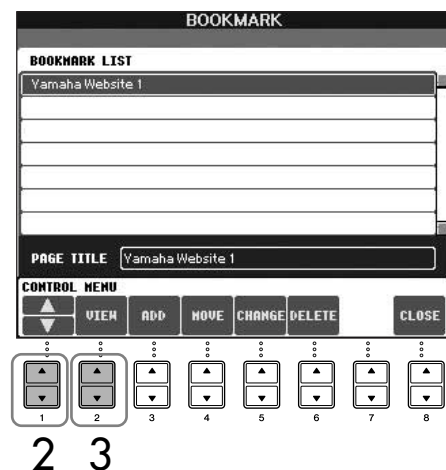 BOOKMARK
BOOKMARK LIST
Yamaha Website 1
PAGE TITLE Yamaha Website 1
CONTROL MENU
VIEW ADD MOVE CHANGE DELETE CLOSE
1 2 3 4 5 6 7 8
2 3